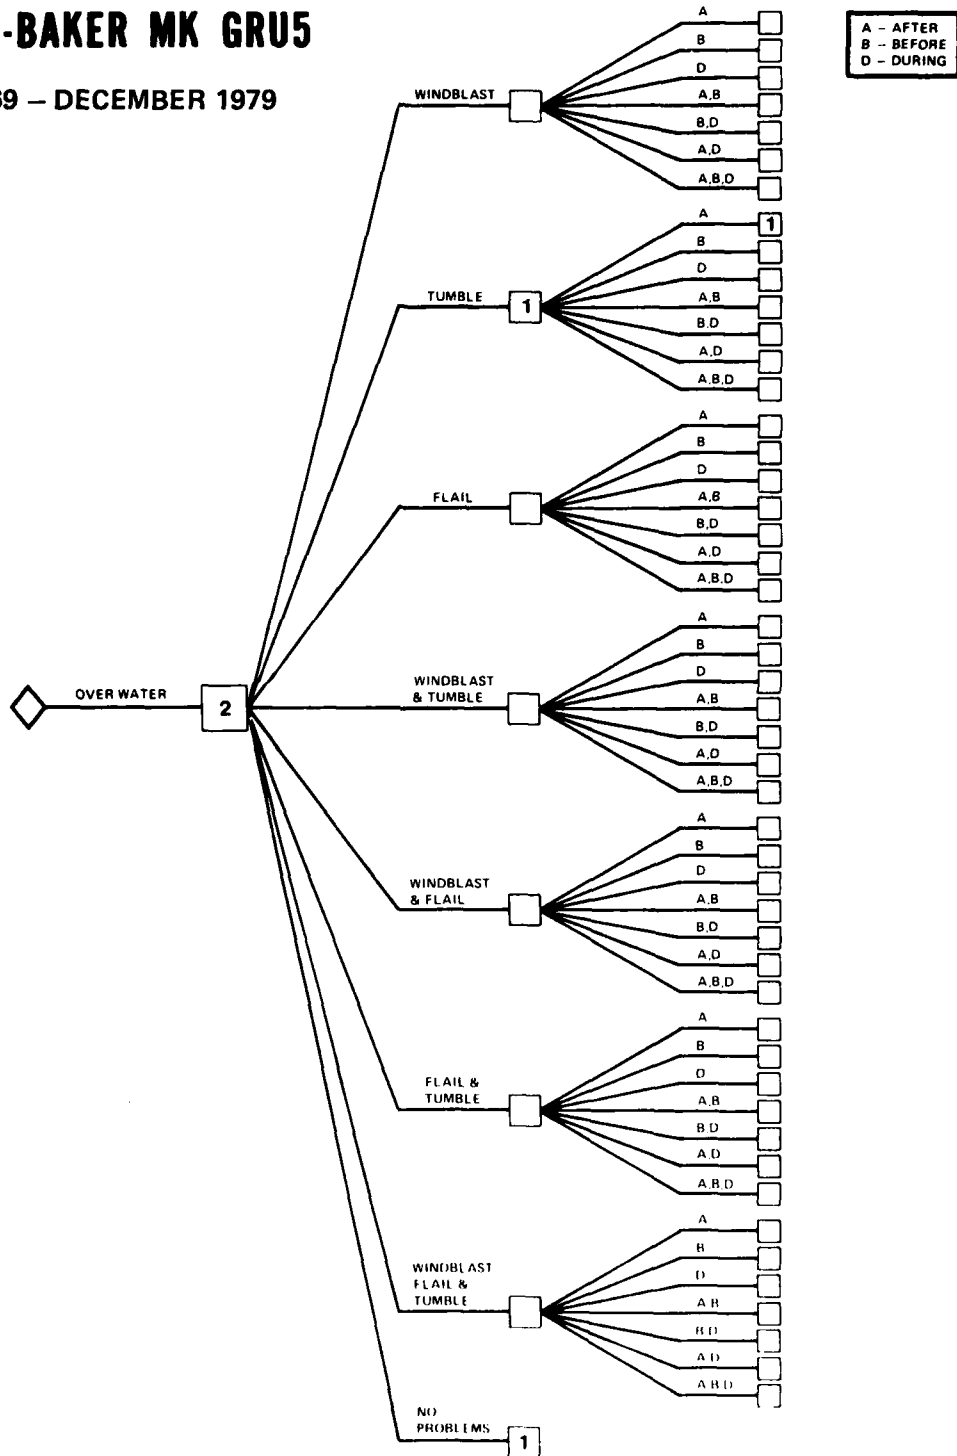 -BAKER MK GRU5
69 – DECEMBER 1979
A – AFTER
B – BEFORE
D – DURING
OVER WATER
2
WINDBLAST
A
B
D
A,B
B,D
A,D
A,B,D
TUMBLE
1
A
1
B
D
A,B
B,D
A,D
A,B,D
FLAIL
A
B
D
A,B
B,D
A,D
A,B,D
WINDBLAST
& TUMBLE
A
B
D
A,B
B,D
A,D
A,B,D
WINDBLAST
& FLAIL
A
B
D
A,B
B,D
A,D
A,B,D
FLAIL &
TUMBLE
A
B
D
A,B
B,D
A,D
A,B,D
WINDBLAST
FLAIL &
TUMBLE
A
B
D
A,B
B,D
A,D
A,B,D
NO
PROBLEMS
1